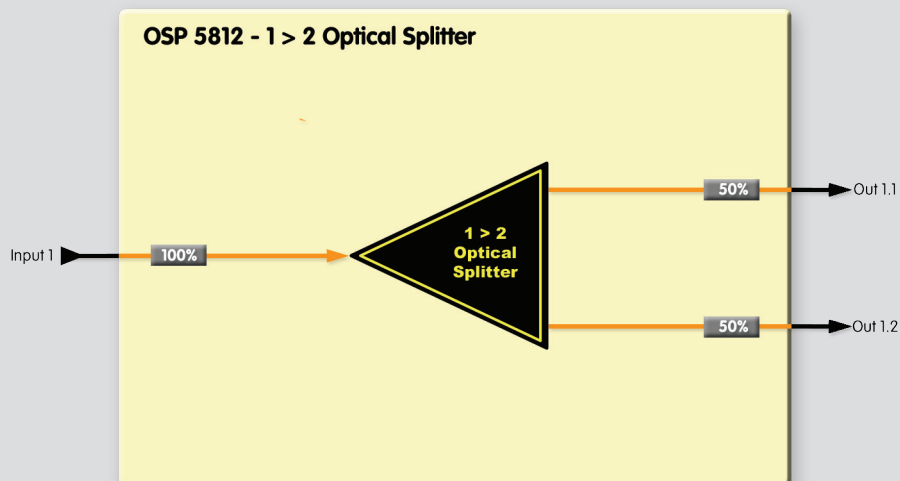 OSP 5812 - 1 > 2 Optical Splitter
50%
Out 1.1
1 > 2
Optical
Splitter
Input 1
100%
50%
Out 1.2